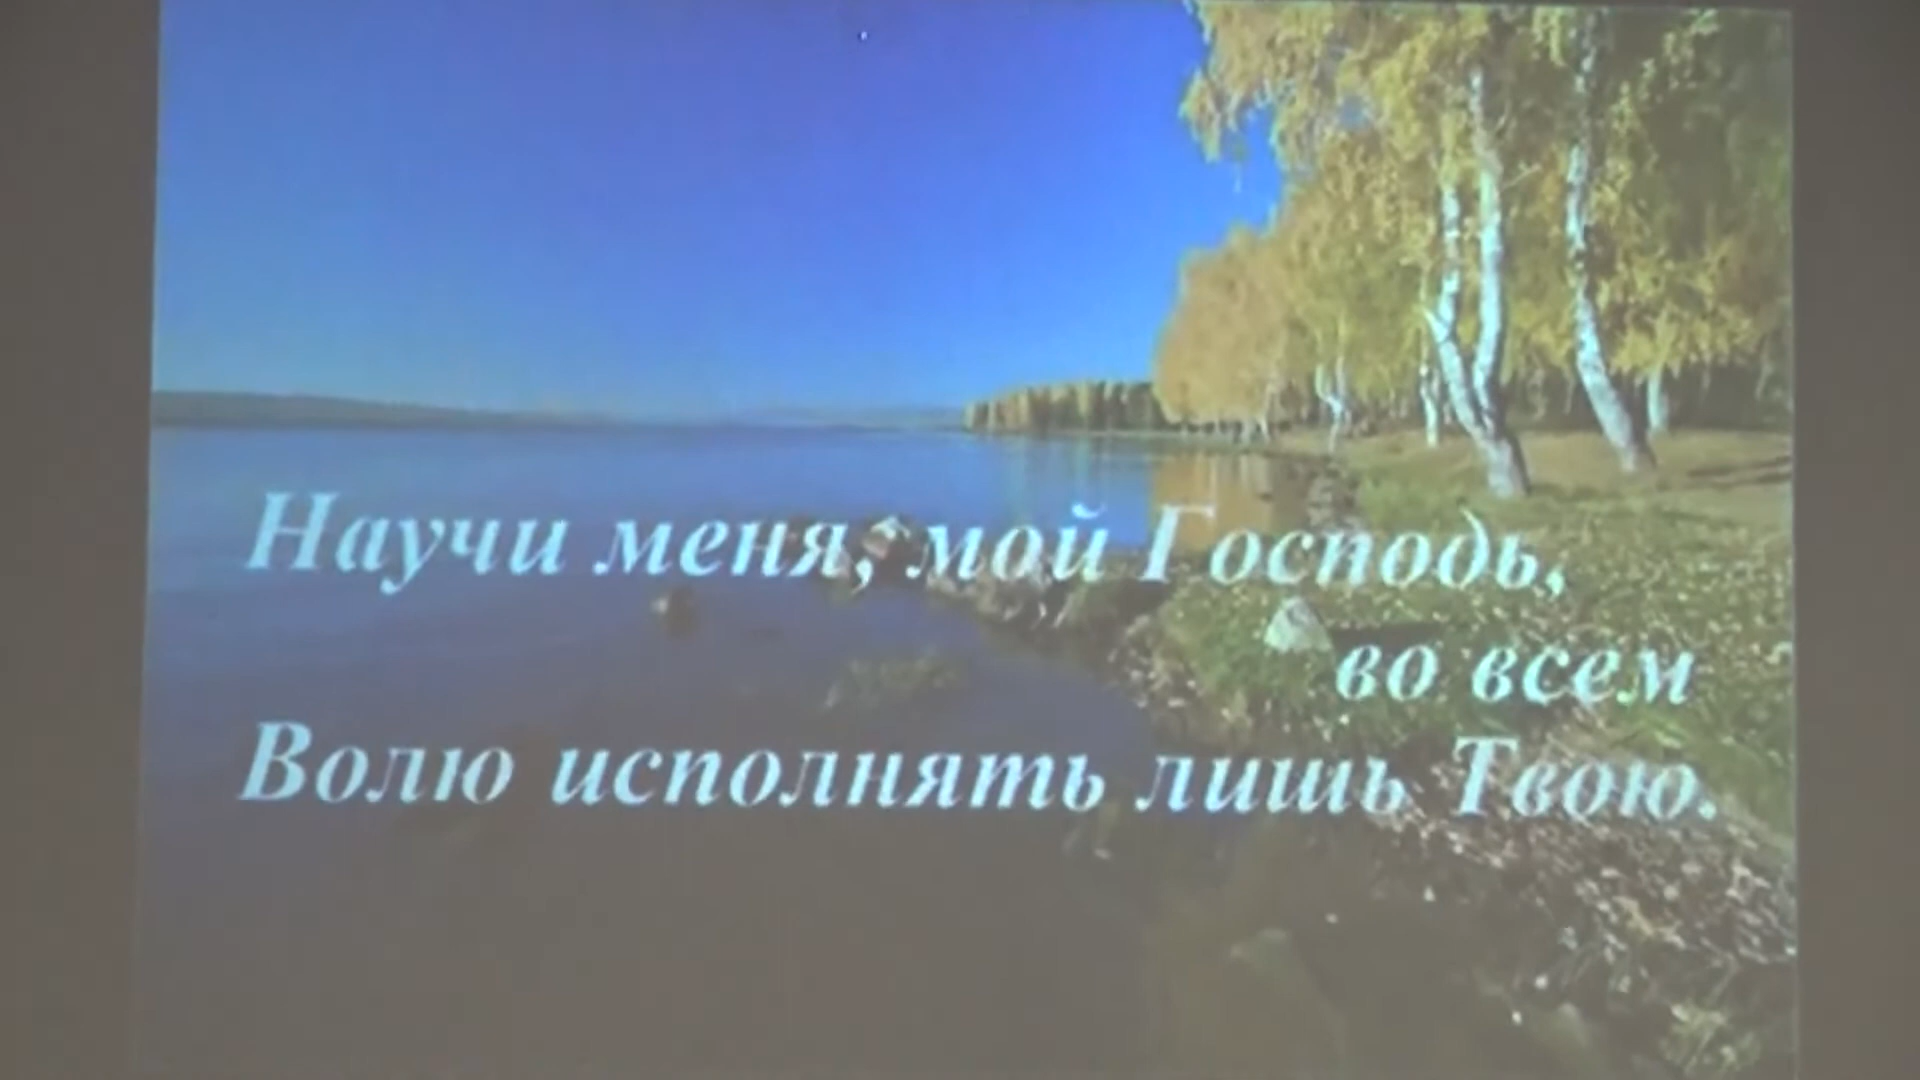 Научи меня, мой Господь,
во всем
Волю исполнять лишь Твою.